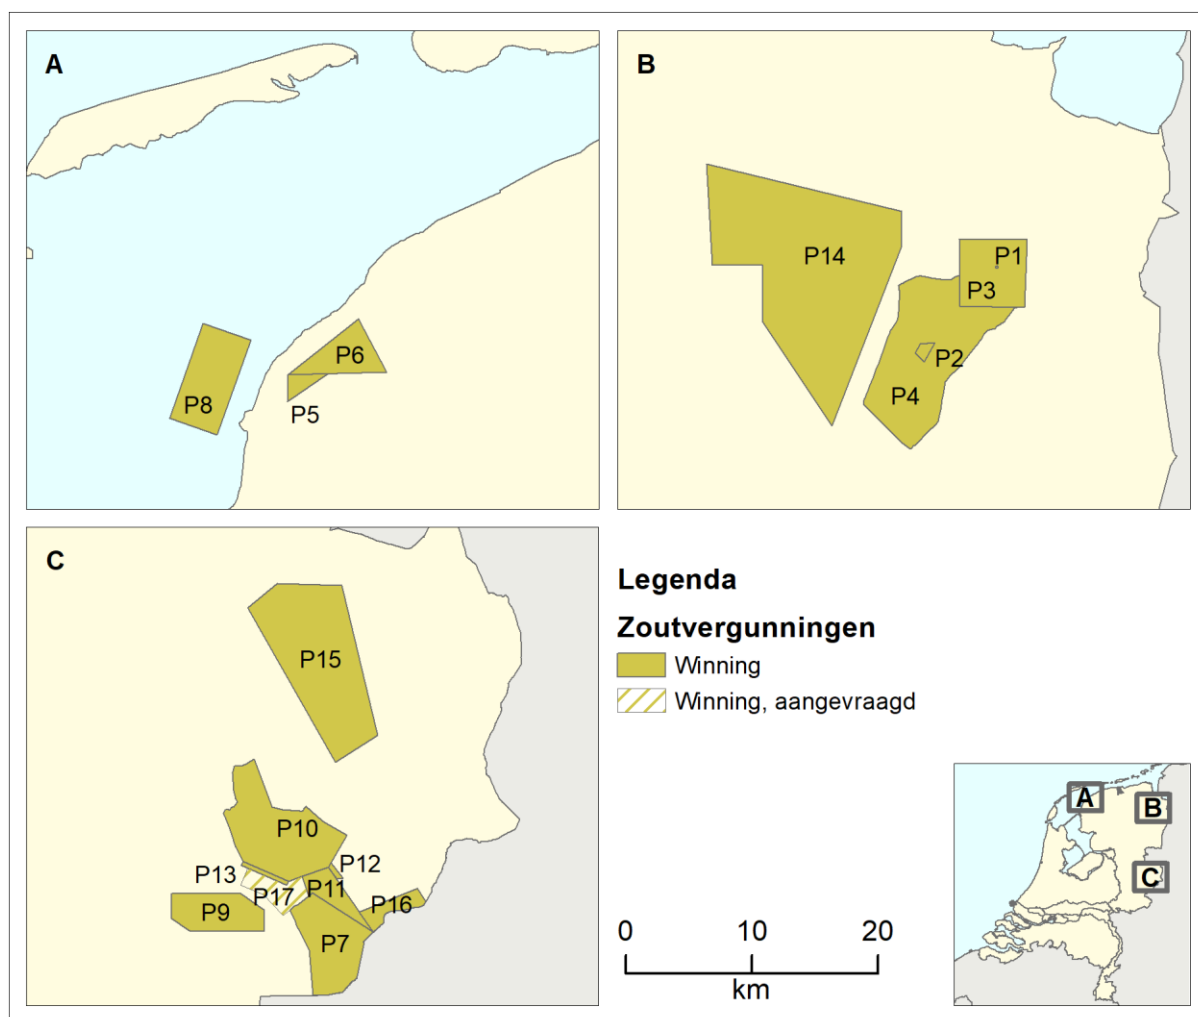 A
P8
P6
P5
B
P14
P1
P3
P2
P4
C
P15
P10
P12
P13
P17
P11
P16
P9
P7
Legenda
Zoutvergunningen
Winning
Winning, aangevraagd
0 10 20
km
A
B
C